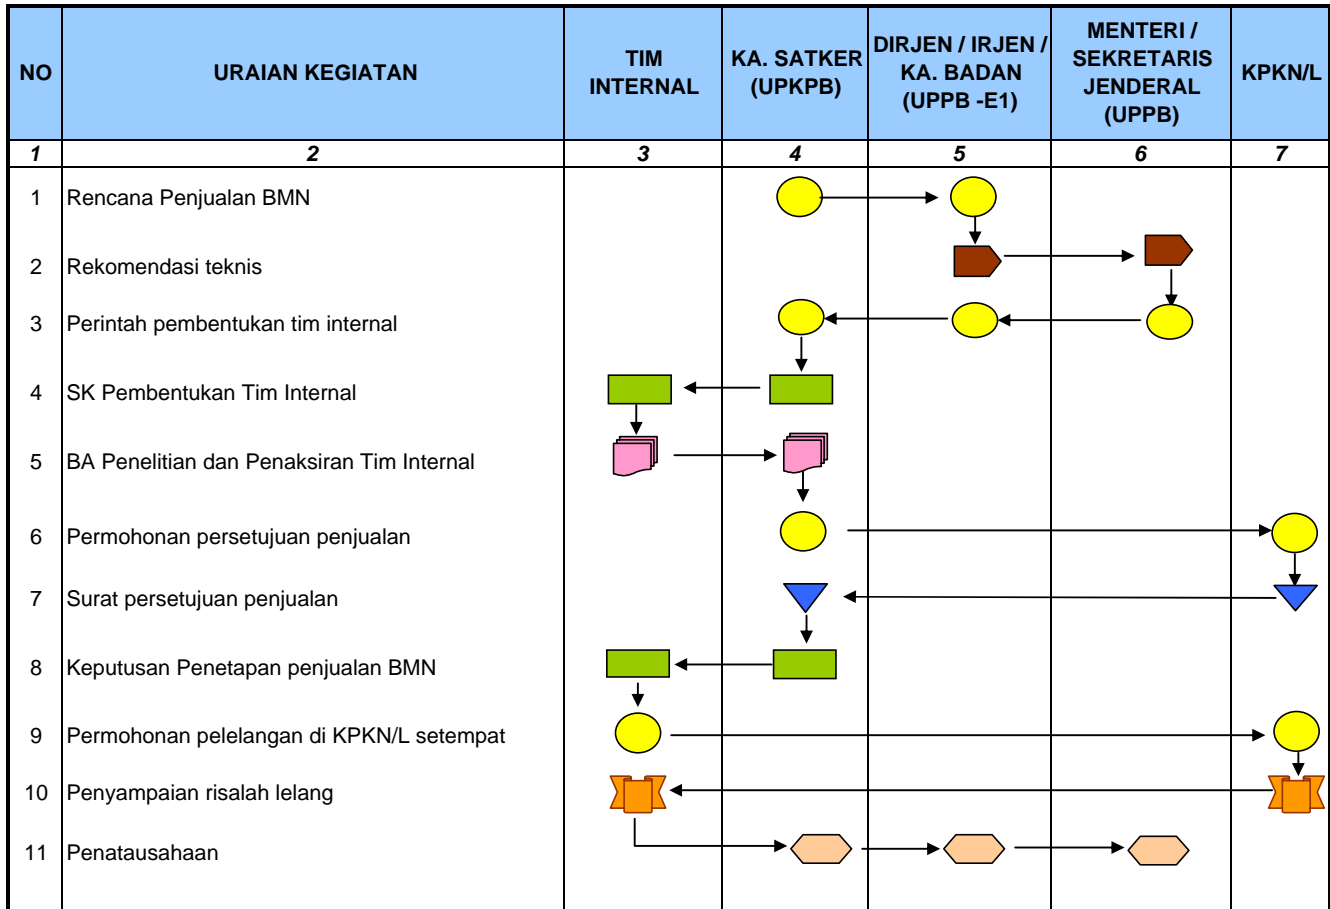 NO
URAIAN KEGIATAN
TIM
INTERNAL
KA. SATKER
(UPKPB)
DIRJEN / IRJEN /
KA. BADAN
(UPPB -E1)
MENTERI /
SEKRETARIS
JENDERAL
(UPPB)
KPKN/L
1 2 3 4 5 6 7
1 Rencana Penjualan BMN
2 Rekomendasi teknis
3 Perintah pembentukan tim internal
4 SK Pembentukan Tim Internal
5 BA Penelitian dan Penaksiran Tim Internal
6 Permohonan persetujuan penjualan
7 Surat persetujuan penjualan
8 Keputusan Penetapan penjualan BMN
9 Permohonan pelelangan di KPKN/L setempat
10 Penyampaian risalah lelang
11 Penatausahaan